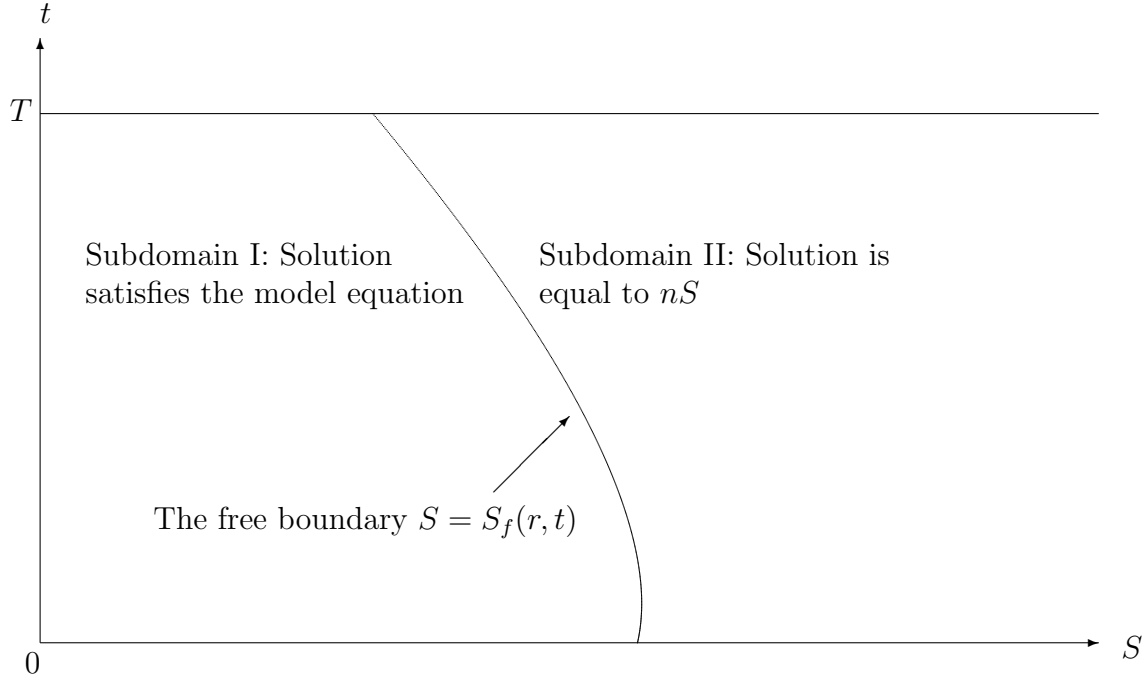 t
T
Subdomain I: Solution
satisfies the model equation
Subdomain II: Solution is
equal to nS
The free boundary S = S_f(r, t)
0
S